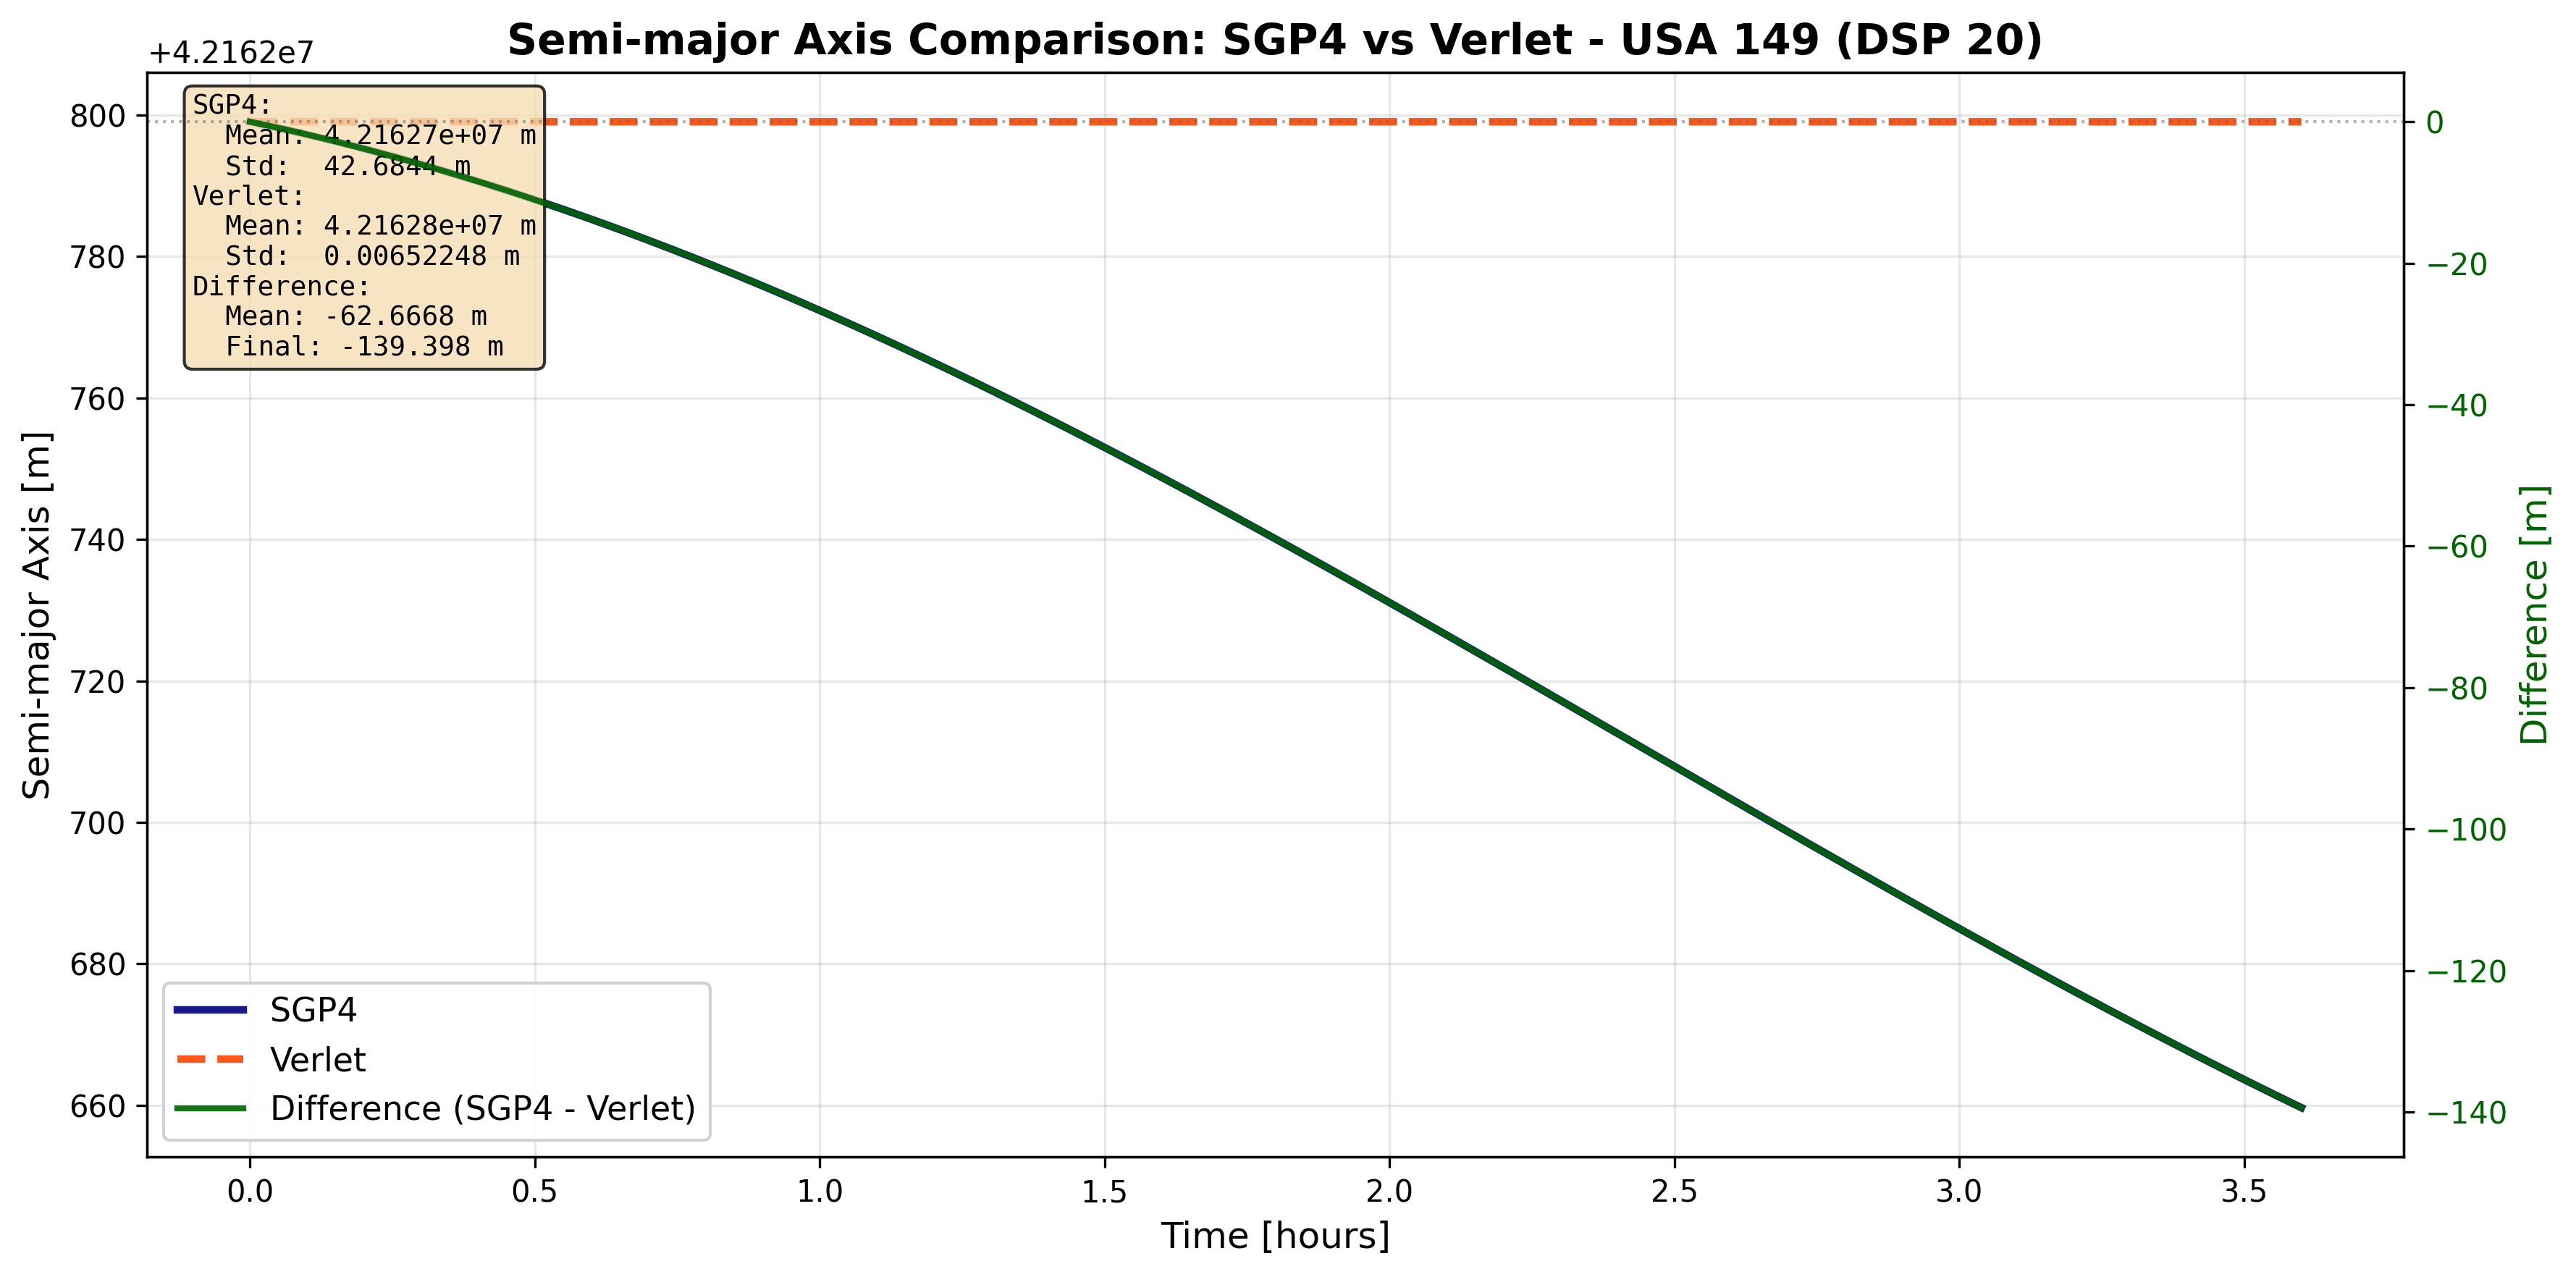 Semi-major Axis Comparison: SGP4 vs Verlet - USA 149 (DSP 20)
+4.2162e7
SGP4:
Mean: 4.21627e+07 m
Std: 42.6844 m
Verlet:
Mean: 4.21628e+07 m
Std: 0.00652248 m
Difference:
Mean: -62.6668 m
Final: -139.398 m
800
780
760
740
720
700
680
660
Semi-major Axis [m]
0
−20
−40
−60
−80
−100
−120
−140
Difference [m]
SGP4
Verlet
Difference (SGP4 - Verlet)
0.0 0.5 1.0 1.5 2.0 2.5 3.0 3.5
Time [hours]